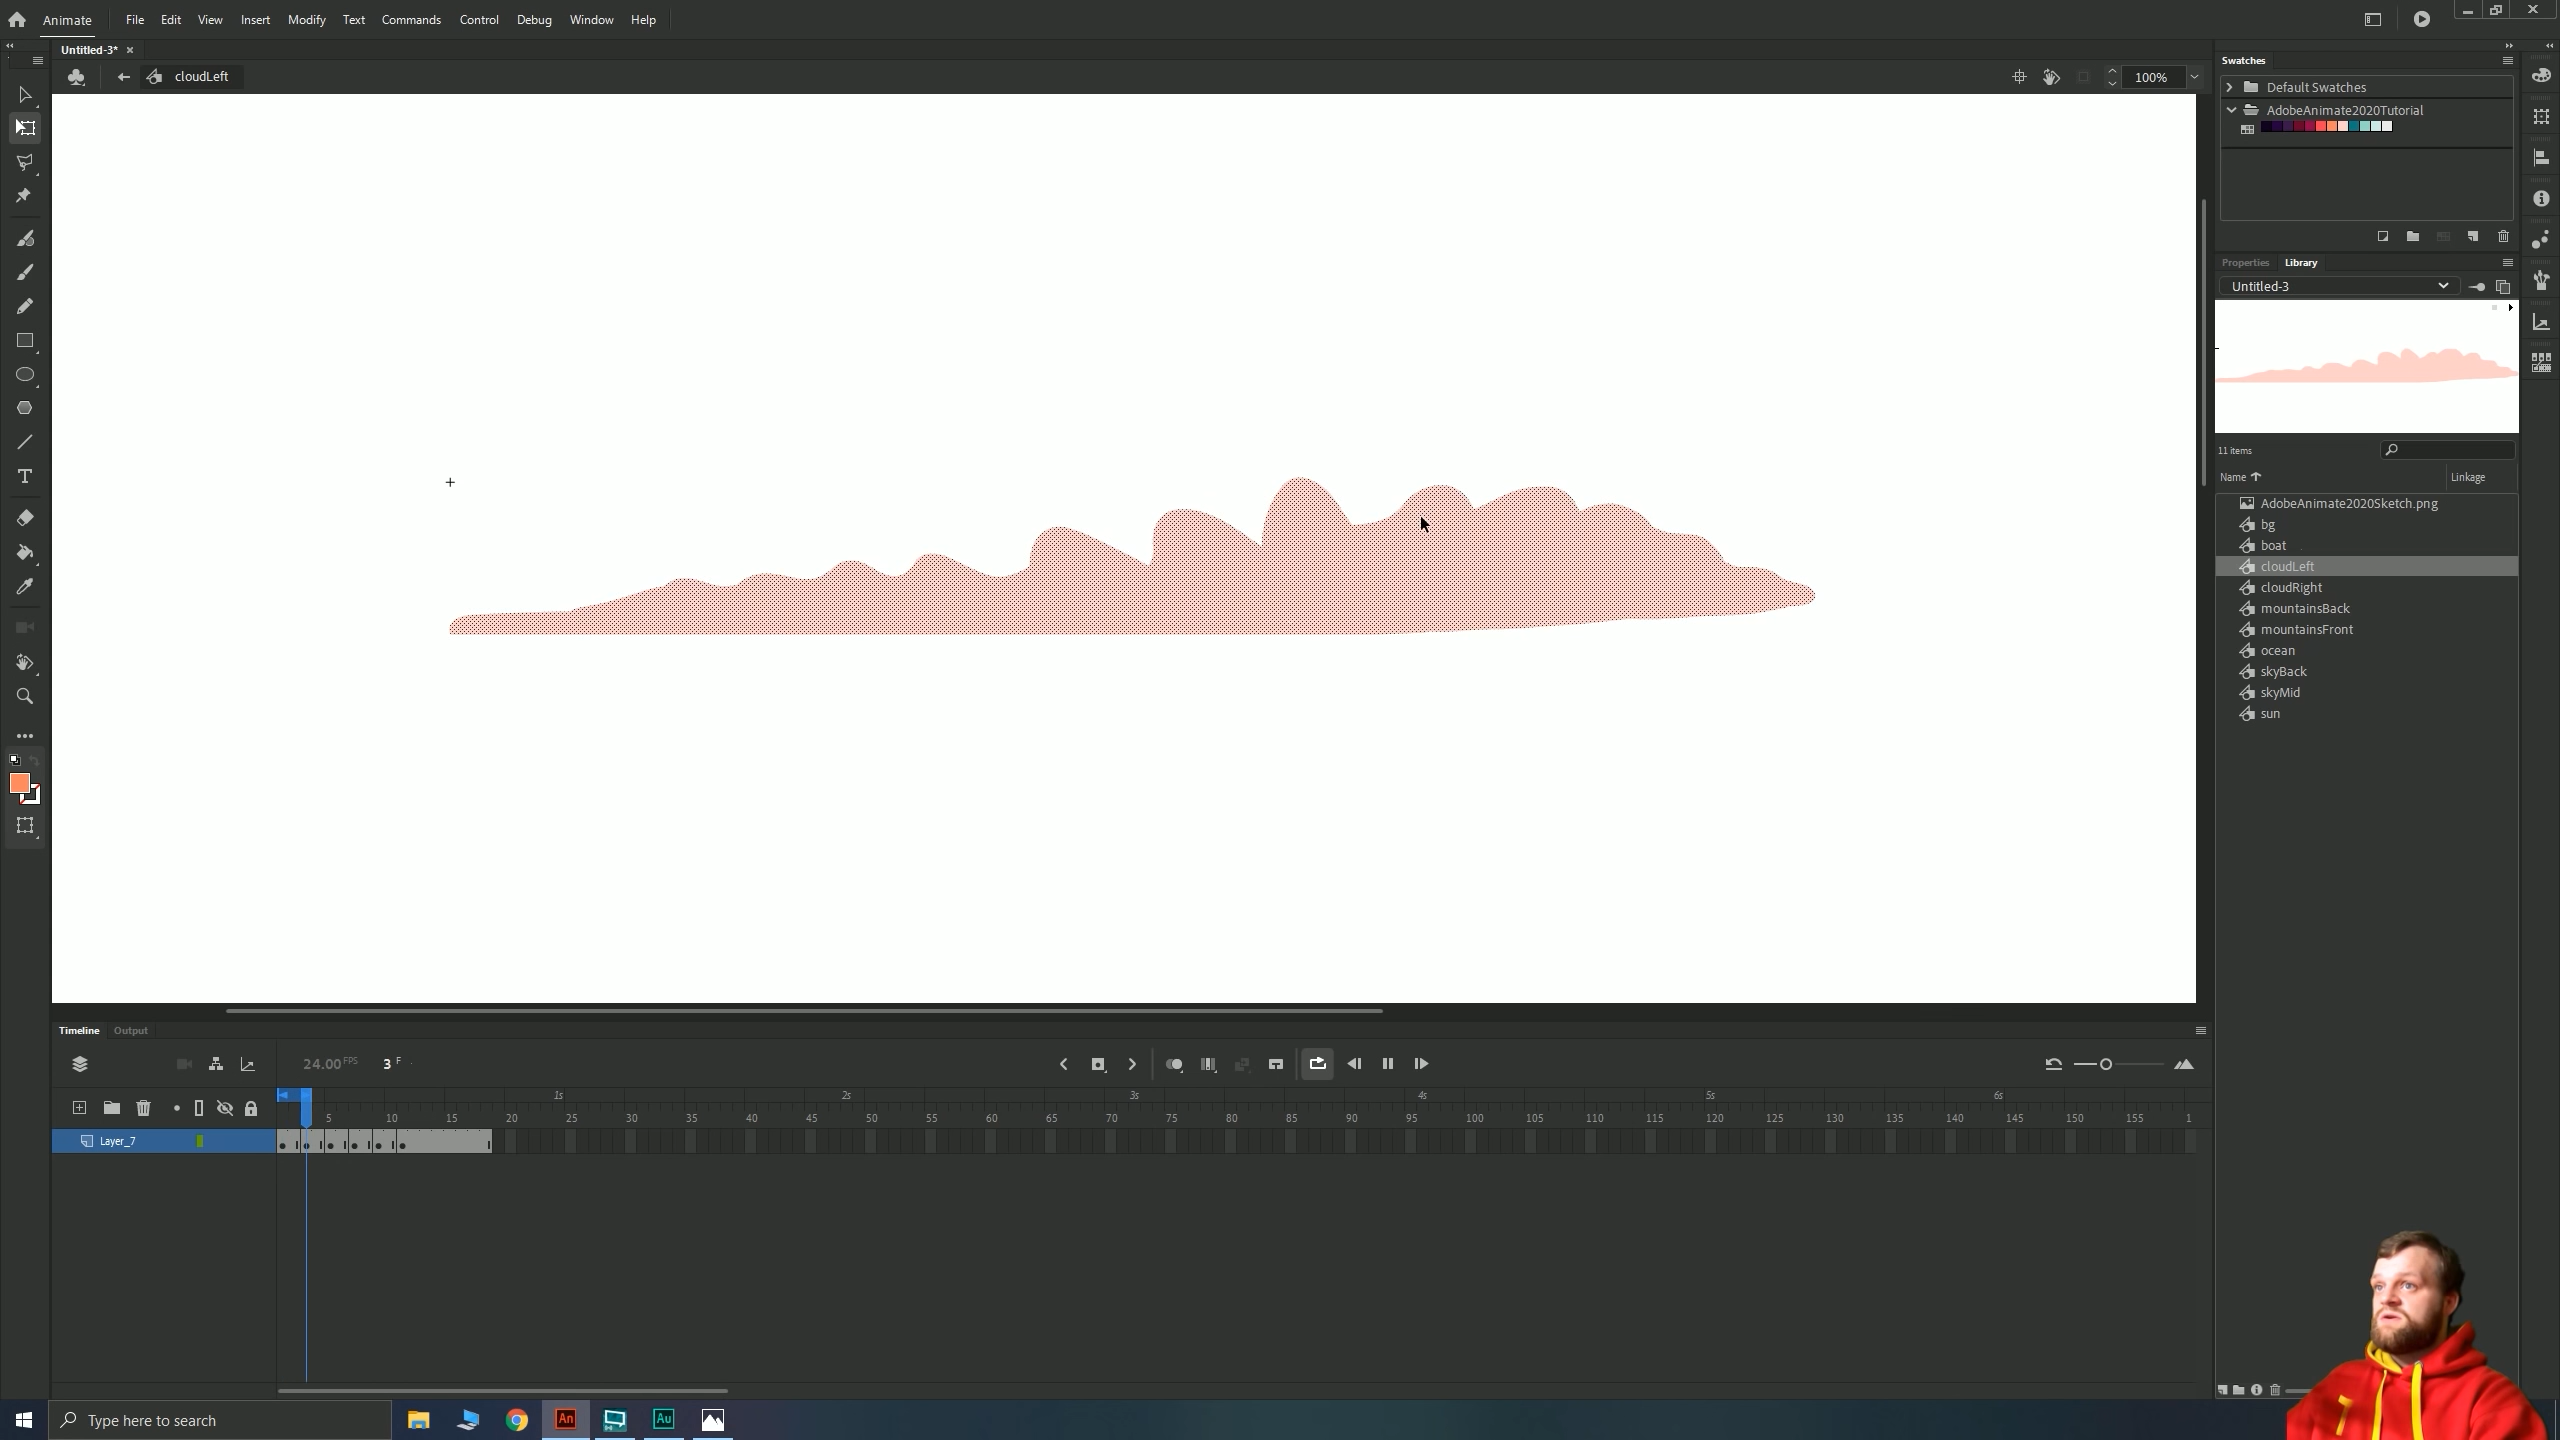 Animate File Edit View Insert Modify Text Commands Control Debug Window Help
Untitled-3*
cloudLeft 100%
Swatches
Default Swatches
AdobeAnimate2020Tutorial
Properties Library
Untitled-3
11 items
Name Linkage
AdobeAnimate2020Sketch.png
bg
boat
cloudLeft
cloudRight
mountainsBack
mountainsFront
ocean
skyBack
skyMid
sun
T
Timeline Output
24.00 FPS 3 F
1s 2s 3s 4s 5s 6s
5 10 15 20 25 30 35 40 45 50 55 60 65 70 75 80 85 90 95 100 105 110 115 120 125 130 135 140 145 150 155 1
Layer_7
Type here to search
An Au